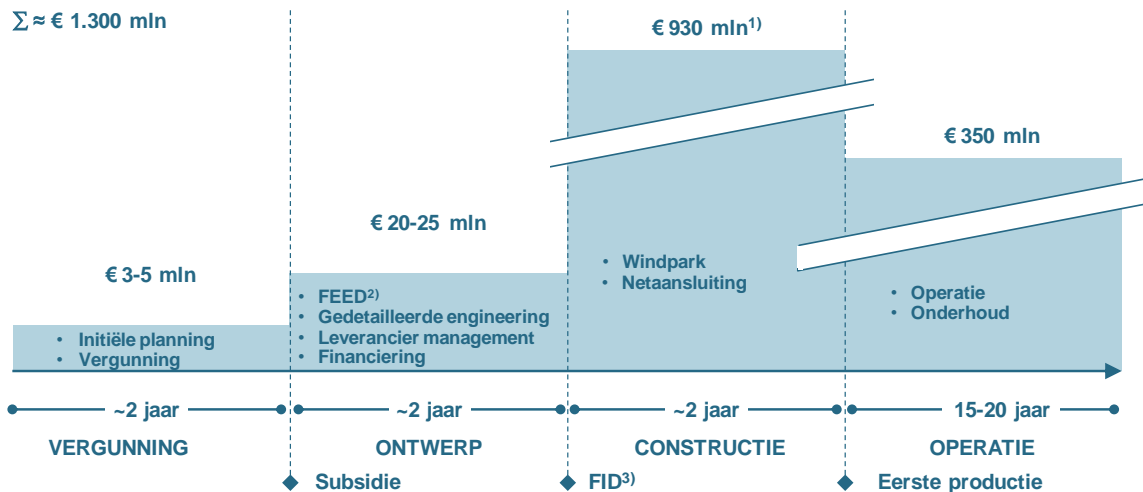 ∑ ≈ € 1.300 mln
€ 930 mln¹⁾
€ 350 mln
€ 20-25 mln
€ 3-5 mln
• Initiële planning
• Vergunning
• FEED²⁾
• Gedetailleerde engineering
• Leverancier management
• Financiering
• Windpark
• Netaansluiting
• Operatie
• Onderhoud
~2 jaar
~2 jaar
~2 jaar
15-20 jaar
VERGUNNING
ONTWERP
CONSTRUCTIE
OPERATIE
Subsidie
FID³⁾
Eerste productie